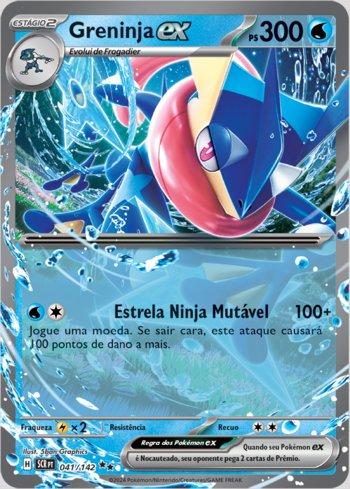 ESTÁGIO 2 Greninja ex PS 300
Evolui de Frogadier
Estrela Ninja Mutável 100+
Jogue uma moeda. Se sair cara, este ataque causará
100 pontos de dano a mais.
Fraqueza ×2 Resistência Recuo
Ilust. 5ban Graphics
Regra dos Pokémon ex Quando seu Pokémon ex
é Nocauteado, seu oponente pega 2 cartas de Prêmio.
H SCR PT 041/142
©2024 Pokémon/Nintendo/Creatures/GAME FREAK